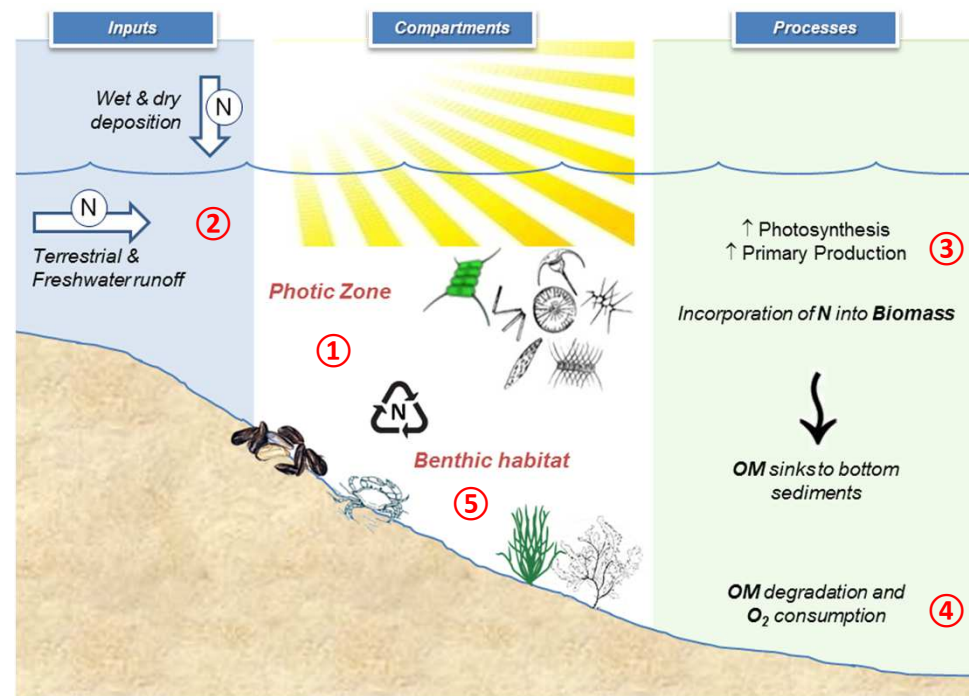 Inputs
Compartments
Processes
Wet & dry
deposition
N
N
Terrestrial &
Freshwater runoff
②
Photic Zone
①
N
Benthic habitat
⑤
↑ Photosynthesis
↑ Primary Production
③
Incorporation of N into Biomass
OM sinks to bottom
sediments
OM degradation and
O₂ consumption
④